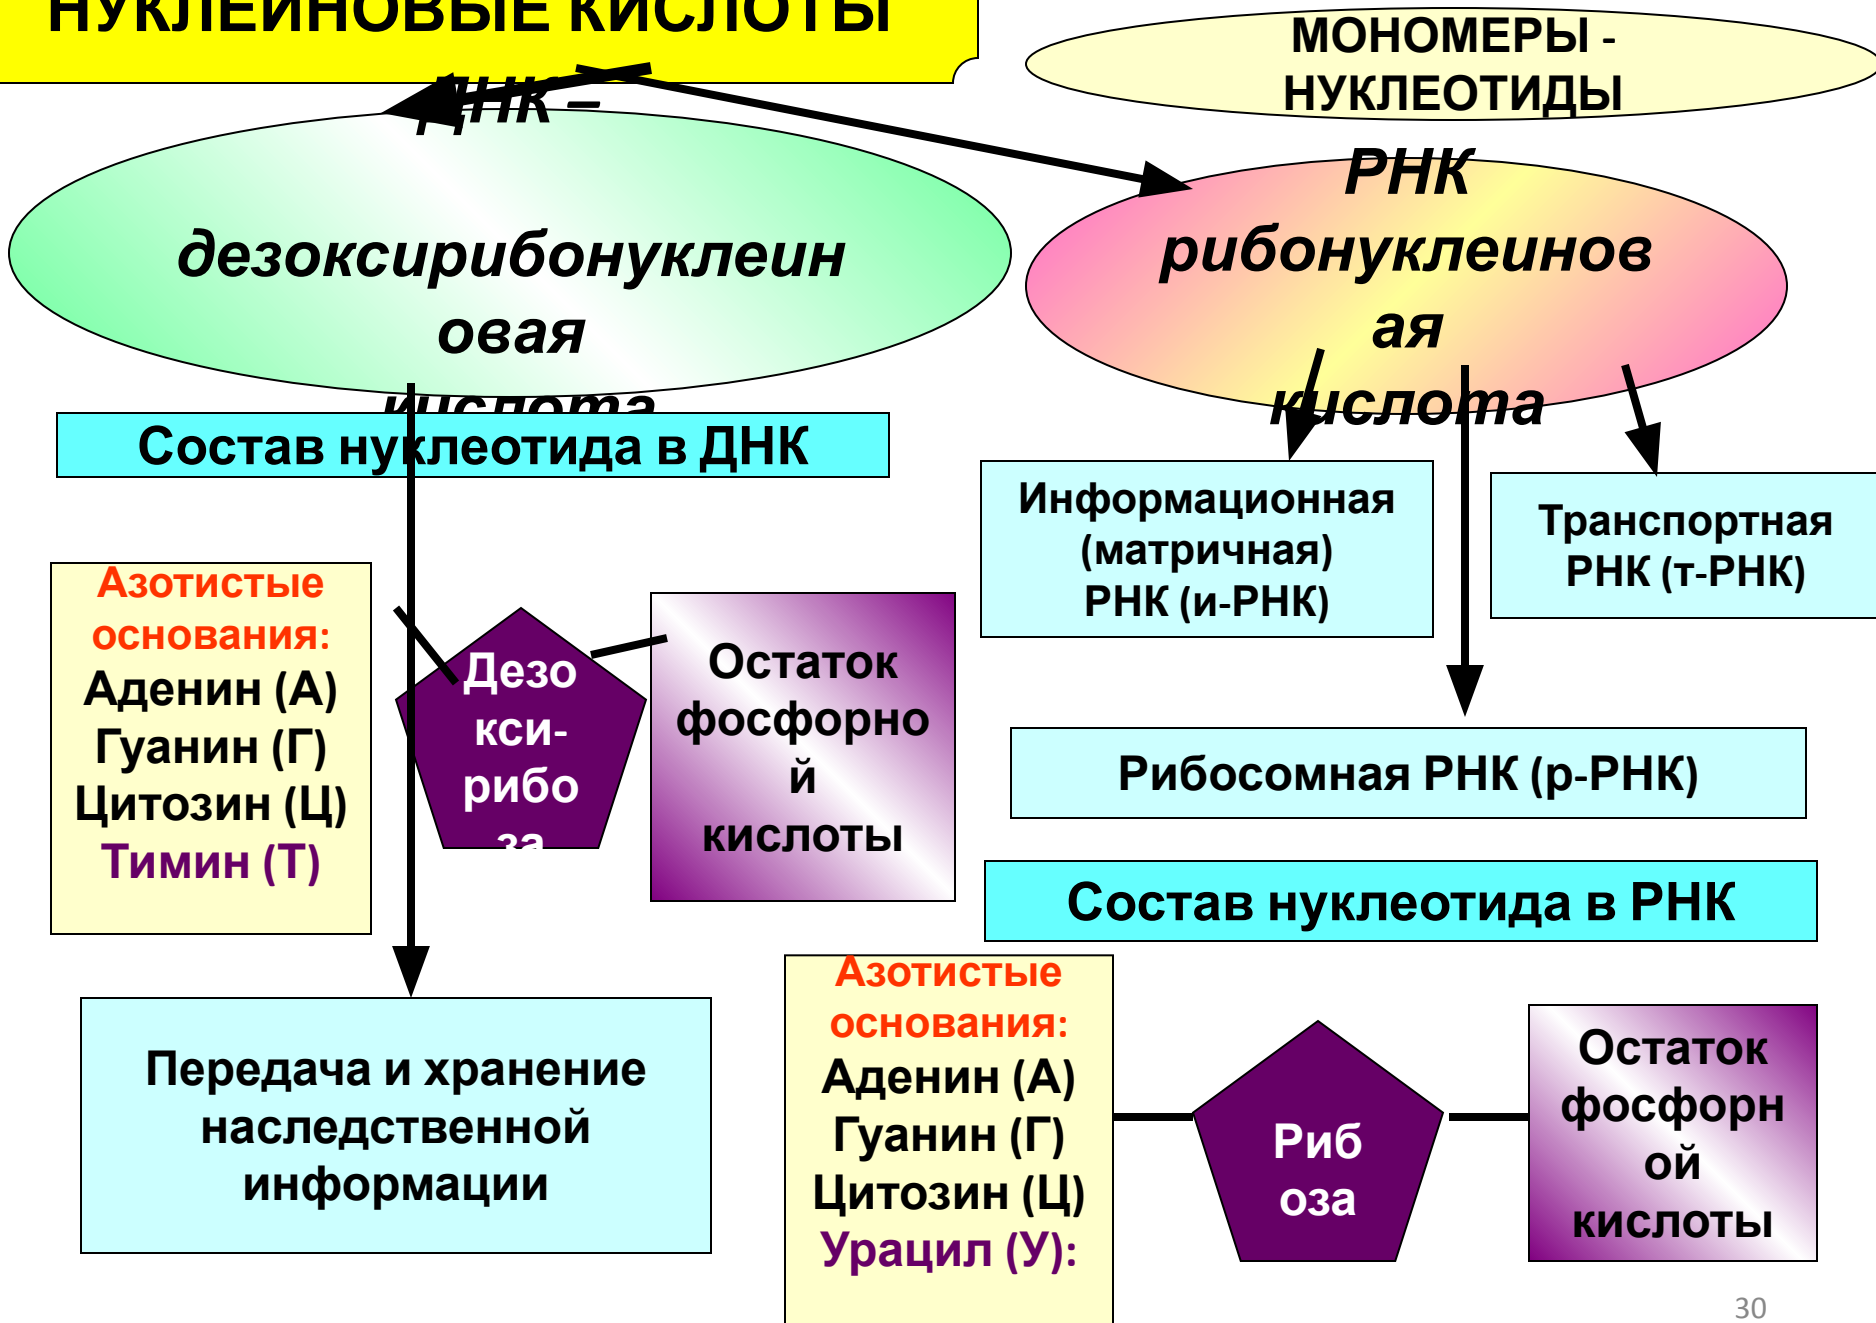 НУКЛЕИНОВЫЕ КИСЛОТЫ
МОНОМЕРЫ -
НУКЛЕОТИДЫ
ДНК –
дезоксирибонуклеин
овая
кислота
РНК
рибонуклеинов
ая
кислота
Состав нуклеотида в ДНК
Информационная
(матричная)
РНК (и-РНК)
Транспортная
РНК (т-РНК)
Азотистые
основания:
Аденин (А)
Гуанин (Г)
Цитозин (Ц)
Тимин (Т)
Дезо
кси-
рибо
за
Остаток
фосфорно
й
кислоты
Рибосомная РНК (р-РНК)
Состав нуклеотида в РНК
Передача и хранение
наследственной
информации
Азотистые
основания:
Аденин (А)
Гуанин (Г)
Цитозин (Ц)
Урацил (У):
Риб
оза
Остаток
фосфорн
ой
кислоты
30